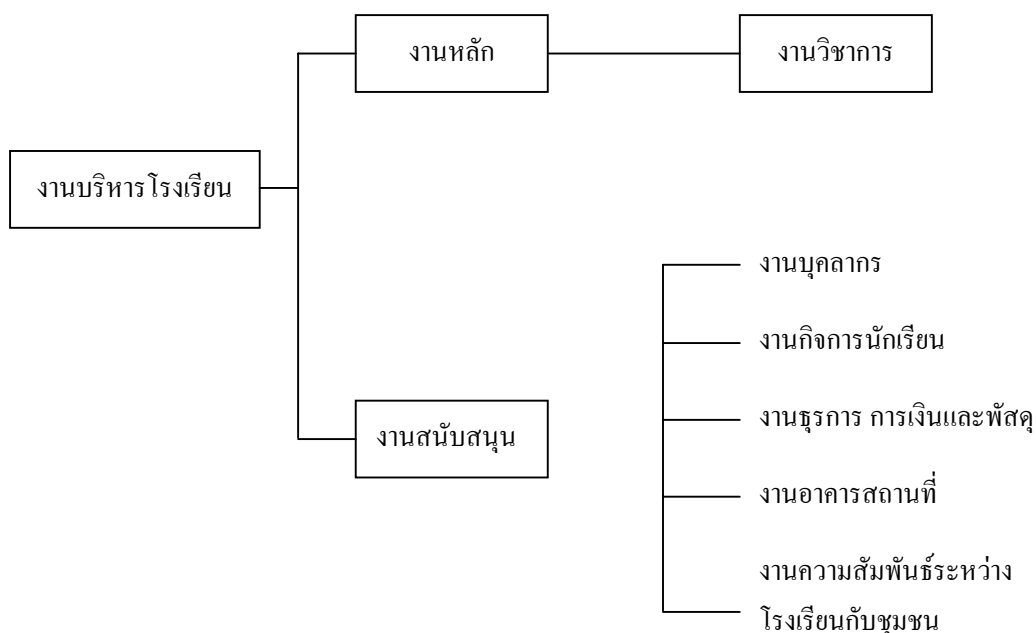 งานหลัก
งานวิชาการ
งานบริหารโรงเรียน
งานบุคลากร
งานกิจการนักเรียน
งานธุรการ การเงินและพัสดุ
งานสนับสนุน
งานอาคารสถานที่
งานความสัมพันธ์ระหว่าง
โรงเรียนกับชุมชน